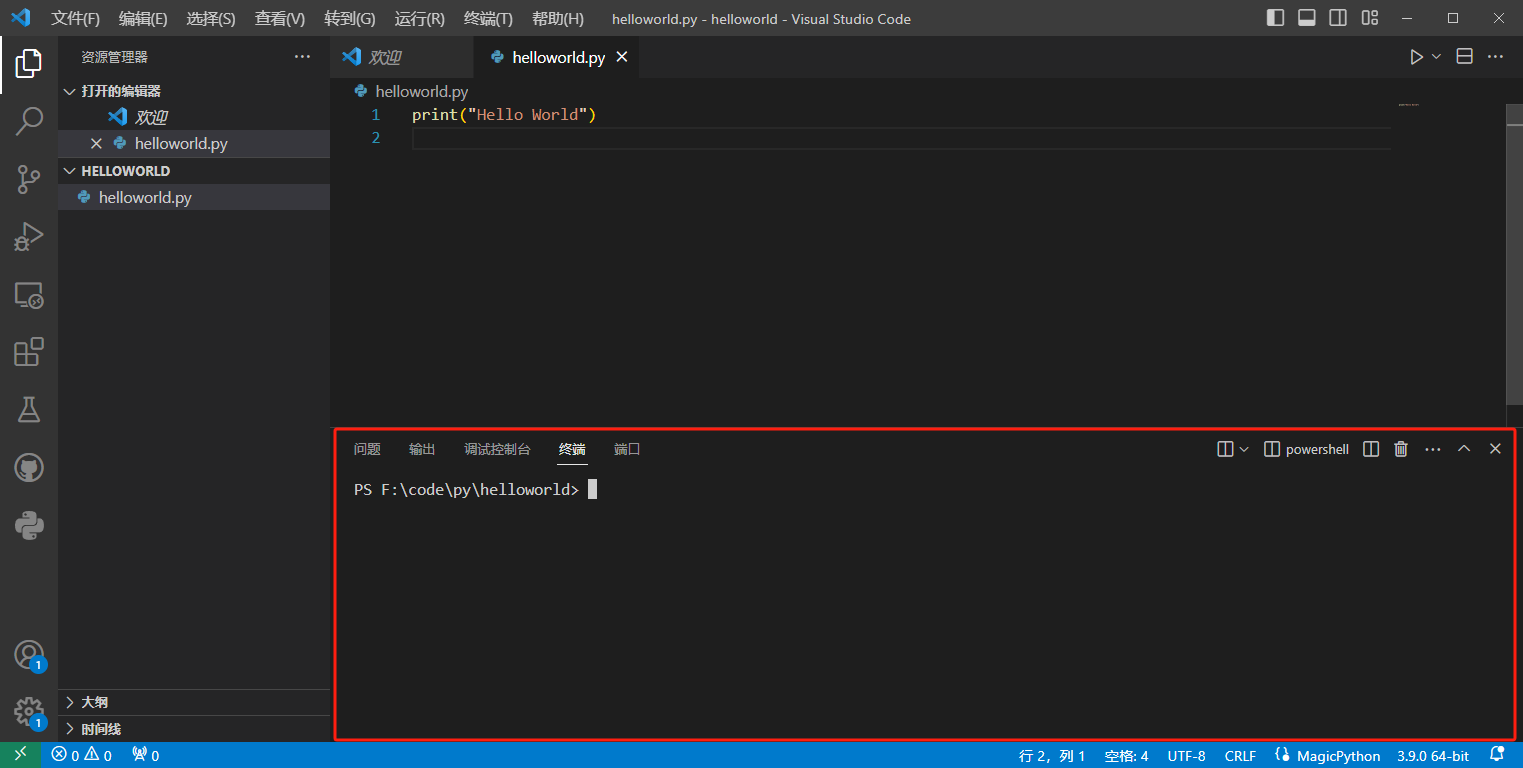 文件(F) 编辑(E) 选择(S) 查看(V) 转到(G) 运行(R) 终端(T) 帮助(H) helloworld.py - helloworld - Visual Studio Code
资源管理器
打开的编辑器
欢迎
helloworld.py
HELLOWORLD
helloworld.py
大纲
时间线
欢迎 helloworld.py
helloworld.py
1 print("Hello World")
2
问题 输出 调试控制台 终端 端口 powershell
PS F:\code\py\helloworld>
1
1
0 0 0 行 2，列 1 空格: 4 UTF-8 CRLF MagicPython 3.9.0 64-bit